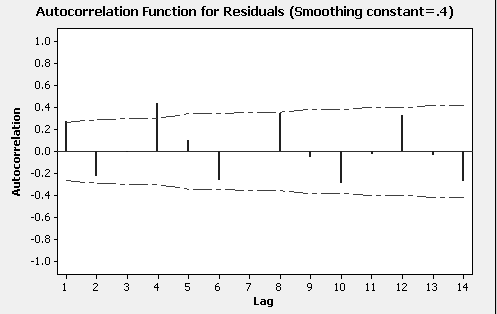 Autocorrelation Function for Residuals (Smoothing constant=.4)
1.0
0.8
0.6
0.4
0.2
0.0
-0.2
-0.4
-0.6
-0.8
-1.0
Autocorrelation
1 2 3 4 5 6 7 8 9 10 11 12 13 14
Lag